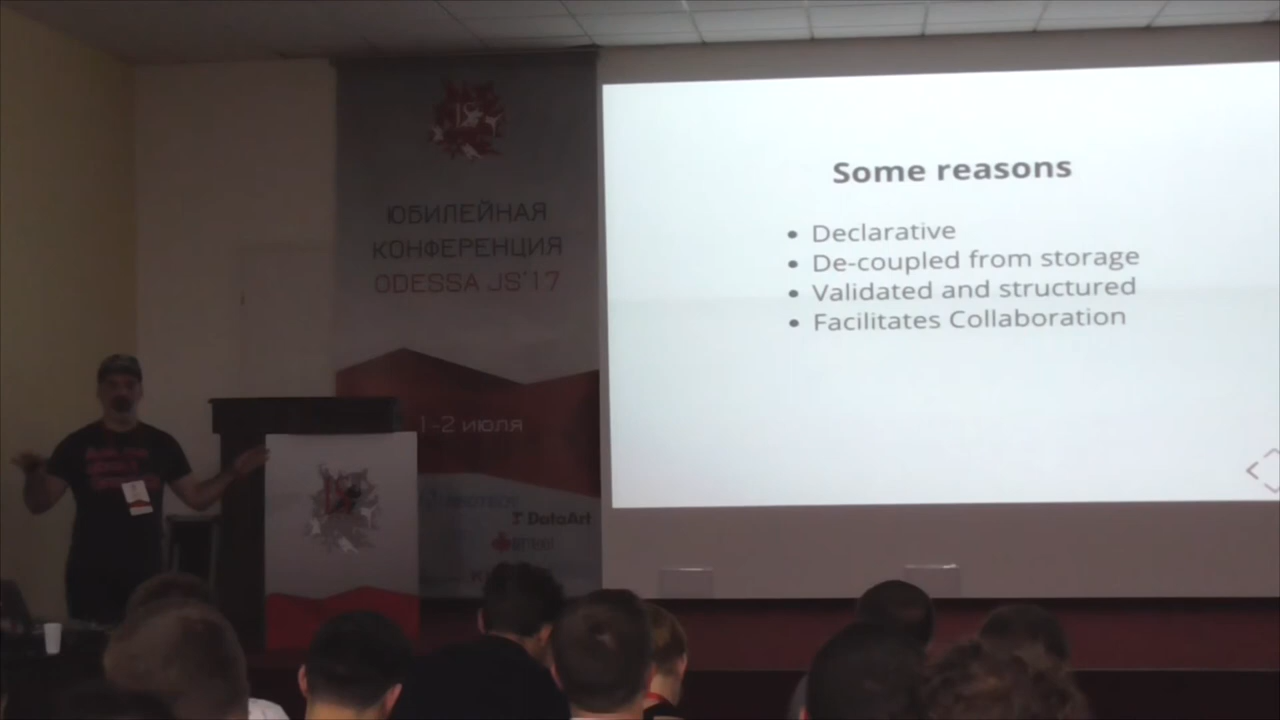 ЮБИЛЕЙНАЯ
КОНФЕРЕНЦИЯ
ODESSA JS'17
1-2 июля
DataArt
Some reasons
• Declarative
• De-coupled from storage
• Validated and structured
• Facilitates Collaboration